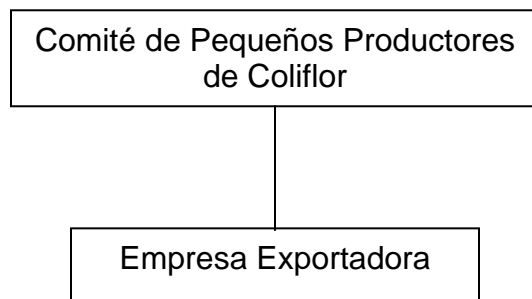 Comité de Pequeños Productores
de Coliflor
Empresa Exportadora